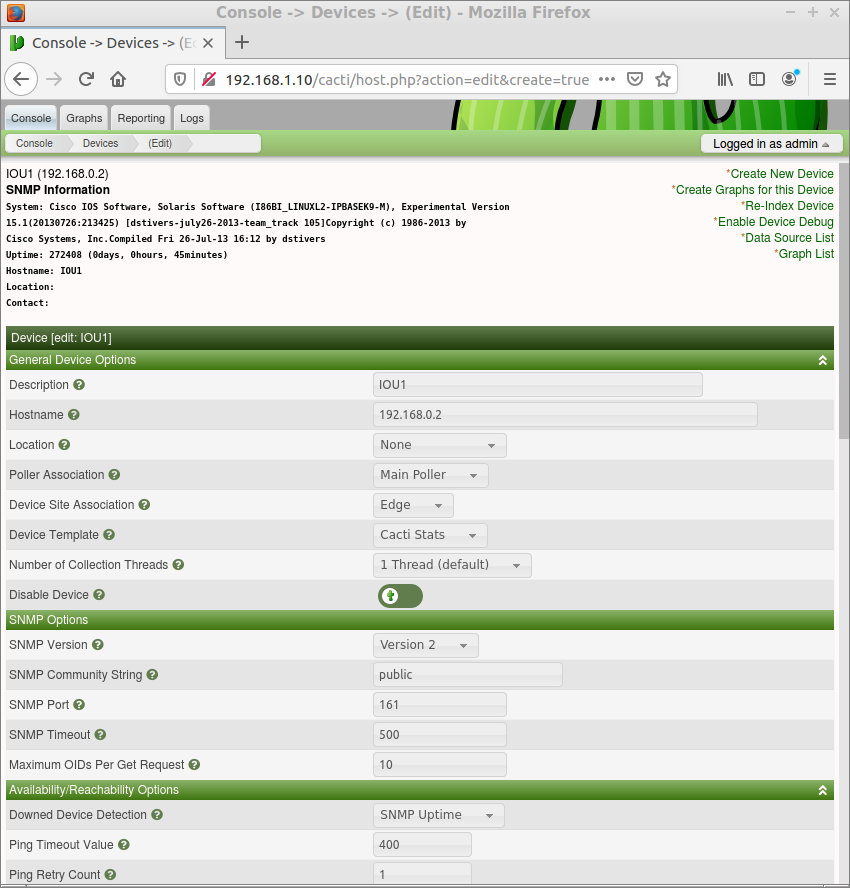 Console -> Devices -> (Edit) - Mozilla Firefox
Console -> Devices -> (Ed
192.168.1.10/cacti/host.php?action=edit&create=true
Console Graphs Reporting Logs
Console Devices (Edit)
Logged in as admin
IOU1 (192.168.0.2)
SNMP Information
System: Cisco IOS Software, Solaris Software (I86BI_LINUXL2-IPBASEK9-M), Experimental Version
15.1(20130726:213425) [dstivers-july26-2013-team_track 105]Copyright (c) 1986-2013 by
Cisco Systems, Inc.Compiled Fri 26-Jul-13 16:12 by dstivers
Uptime: 272408 (0days, 0hours, 45minutes)
Hostname: IOU1
Location:
Contact:
*Create New Device
*Create Graphs for this Device
*Re-Index Device
*Enable Device Debug
*Data Source List
*Graph List
Device [edit: IOU1]
General Device Options
Description IOU1
Hostname 192.168.0.2
Location None
Poller Association Main Poller
Device Site Association Edge
Device Template Cacti Stats
Number of Collection Threads 1 Thread (default)
Disable Device
SNMP Options
SNMP Version Version 2
SNMP Community String public
SNMP Port 161
SNMP Timeout 500
Maximum OIDs Per Get Request 10
Availability/Reachability Options
Downed Device Detection SNMP Uptime
Ping Timeout Value 400
Ping Retry Count 1